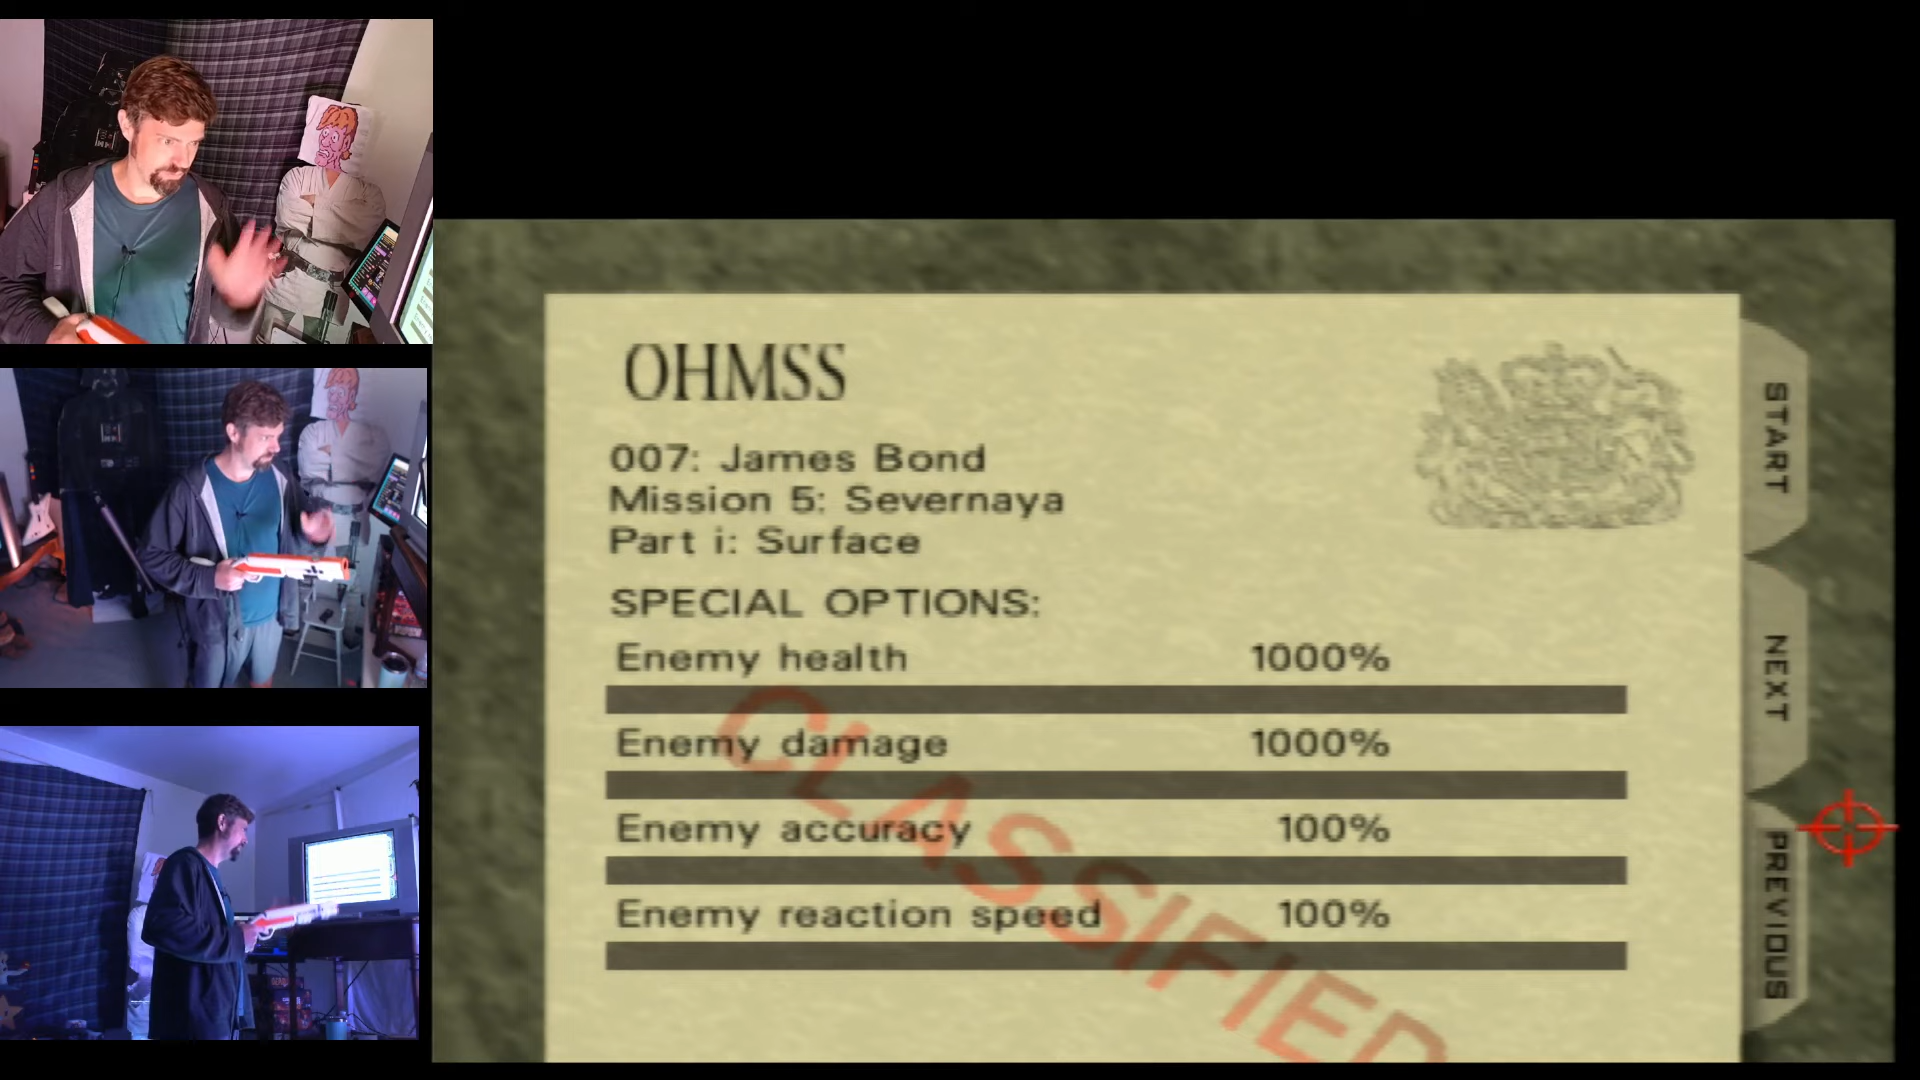 OHMSS
007: James Bond
Mission 5: Severnaya
Part i: Surface
SPECIAL OPTIONS:
Enemy health 1000%
Enemy damage 1000%
Enemy accuracy 100%
Enemy reaction speed 100%
CLASSIFIED
START
NEXT
PREVIOUS